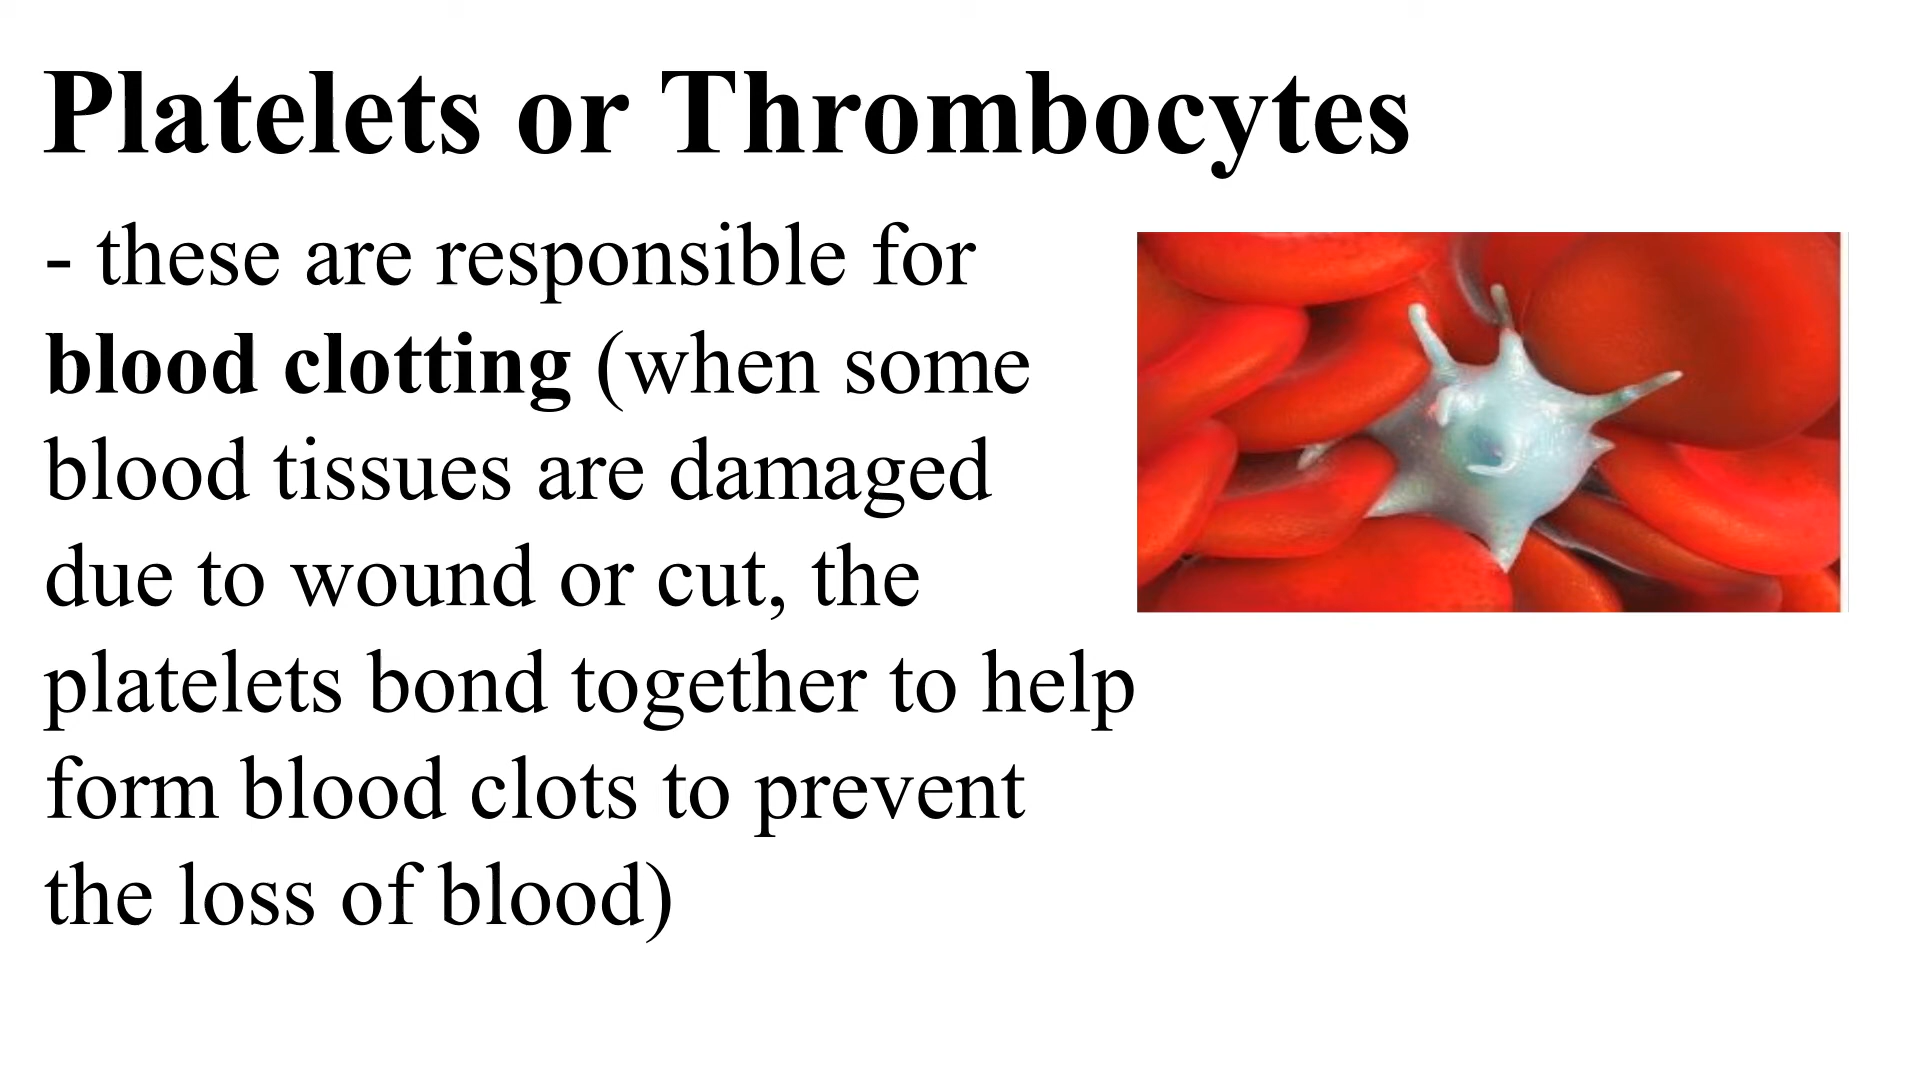 Platelets or Thrombocytes
- these are responsible for
blood clotting (when some
blood tissues are damaged
due to wound or cut, the
platelets bond together to help
form blood clots to prevent
the loss of blood)